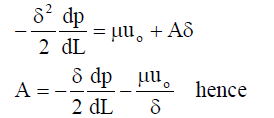 −δ²/2 dp/dL = μu₀ + Aδ
A = −δ/2 dp/dL − μu₀/δ hence